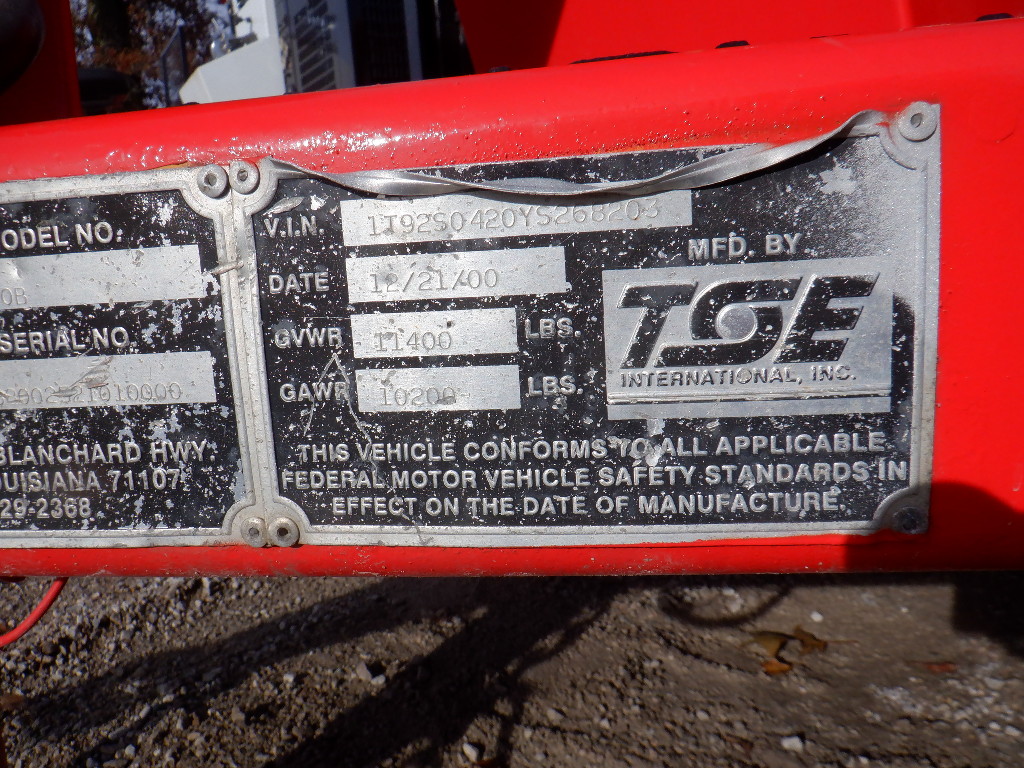 MODEL NO.
0B
SERIAL NO.
BLANCHARD HWY.
OUISIANA 71107
29-2368
V.I.N. 1T92S0420YS268203
DATE 12/21/00
GVWR 11400 LBS.
GAWR 10200 LBS.
MFD. BY
TSE
INTERNATIONAL, INC.
THIS VEHICLE CONFORMS TO ALL APPLICABLE
FEDERAL MOTOR VEHICLE SAFETY STANDARDS IN
EFFECT ON THE DATE OF MANUFACTURE.